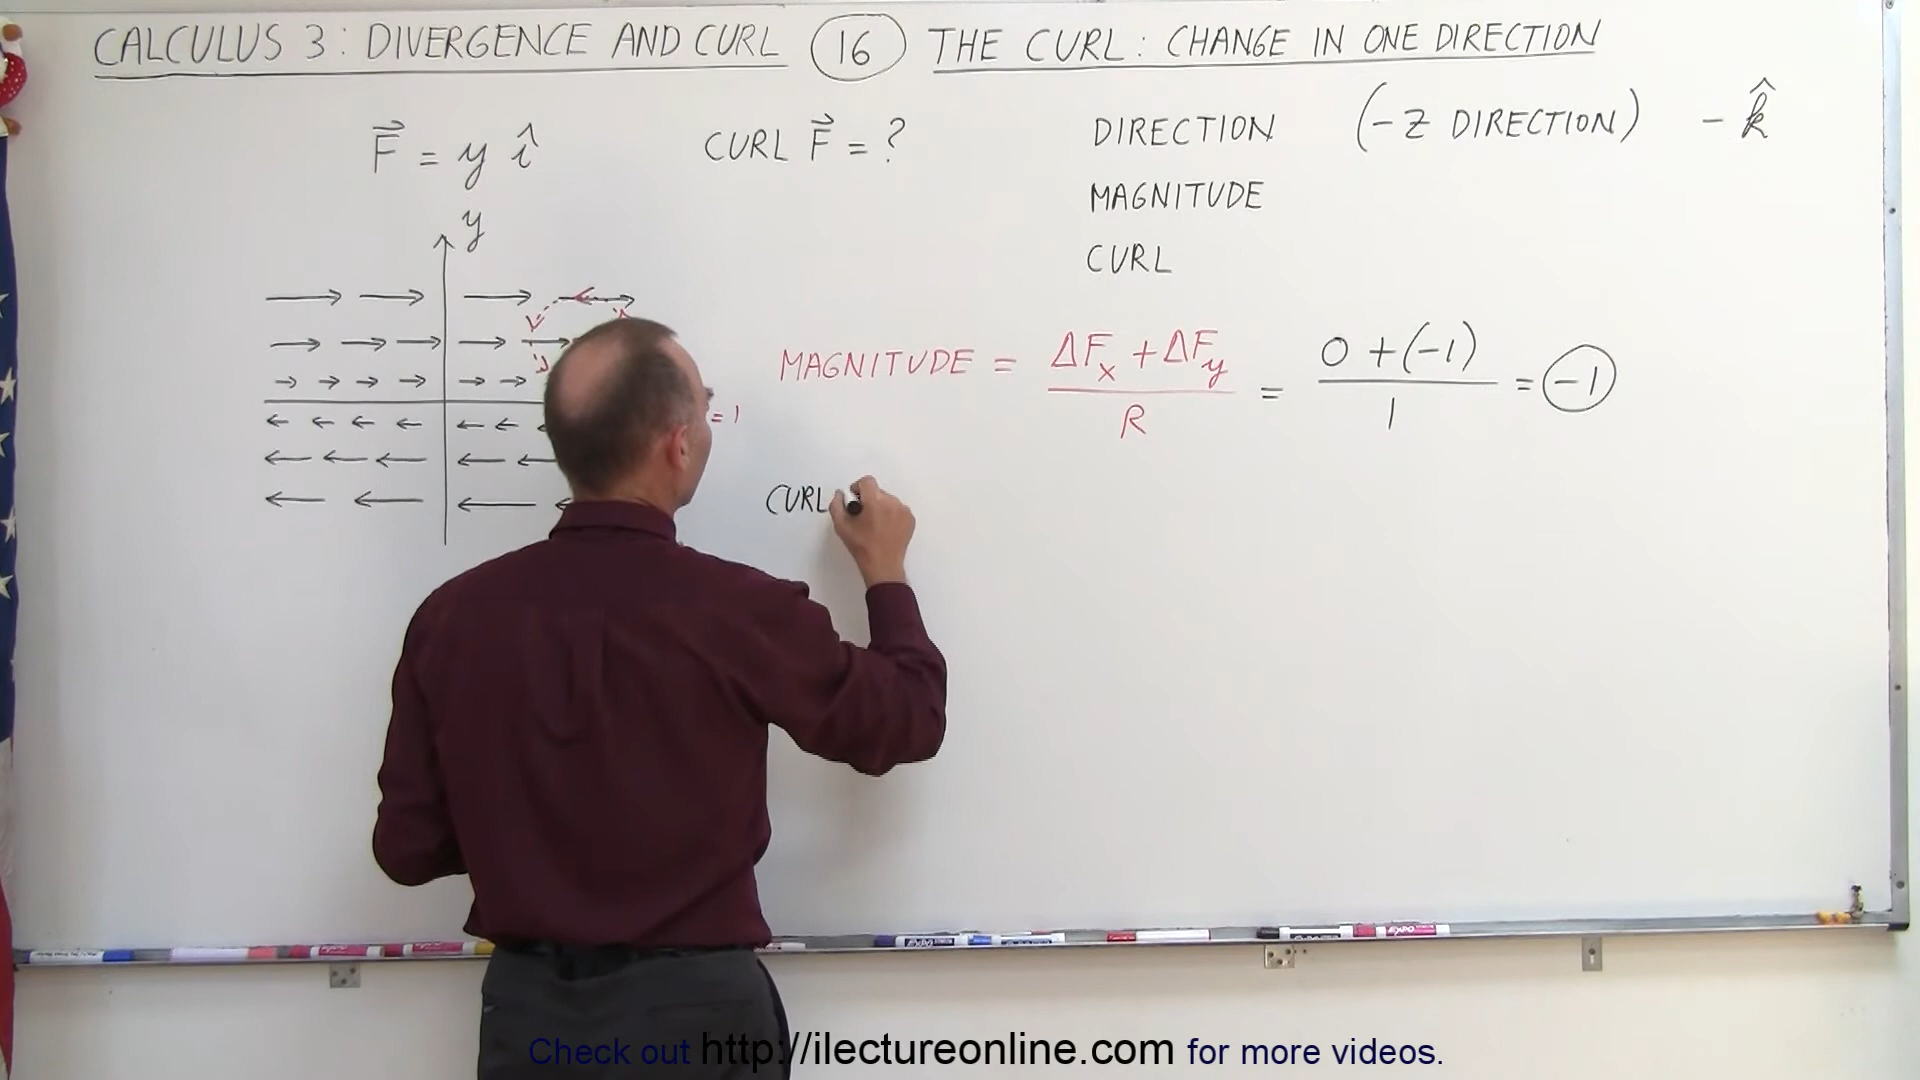 CALCULUS 3: DIVERGENCE AND CURL 16 THE CURL: CHANGE IN ONE DIRECTION
F⃗ = y î
CURL F⃗ = ?
DIRECTION (-Z DIRECTION) - k̂
MAGNITUDE
CURL
y
MAGNITUDE = ΔFx + ΔFy / R = 0 + (-1) / 1 = -1
= 1
CURL
EXPO
Check out http://ilectureonline.com for more videos.